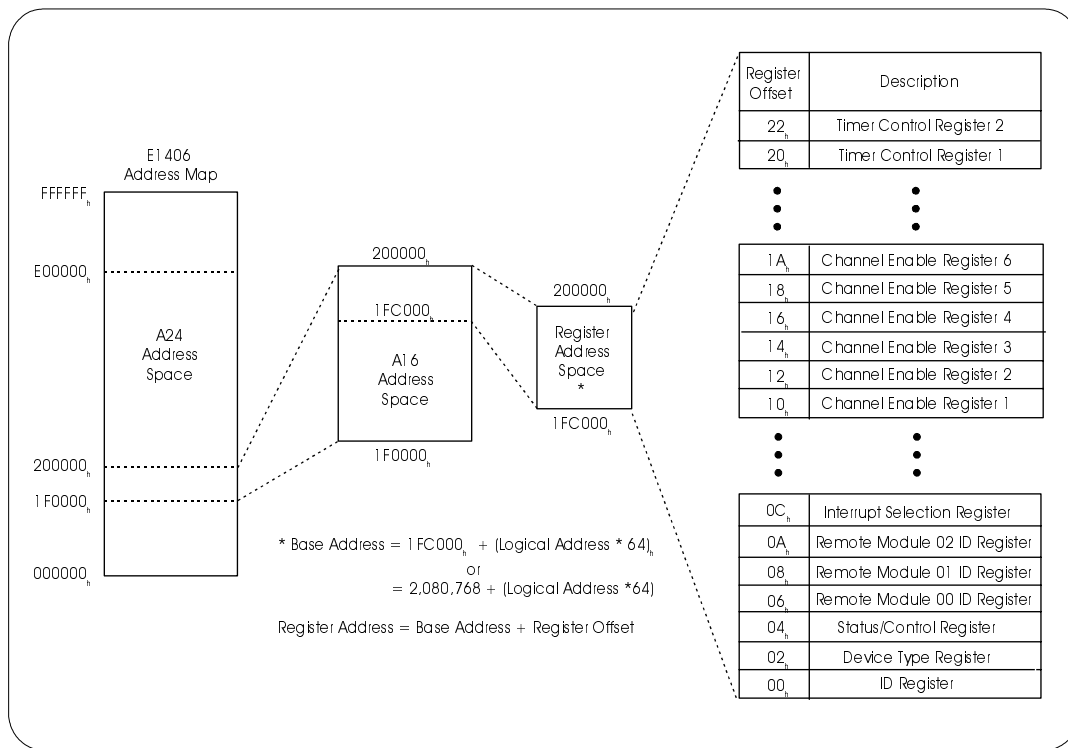 E1406
Address Map
FFFFFFh
E00000h
A24
Address
Space
200000h
1F0000h
000000h
200000h
1FC000h
A16
Address
Space
1F0000h
200000h
Register
Address
Space
*
1FC000h
* Base Address = 1FC000h + (Logical Address * 64)h
or
= 2,080,768 + (Logical Address *64)
Register Address = Base Address + Register Offset
Register
Offset
Description
22h Timer Control Register 2
20h Timer Control Register 1
1Ah Channel Enable Register 6
18h Channel Enable Register 5
16h Channel Enable Register 4
14h Channel Enable Register 3
12h Channel Enable Register 2
10h Channel Enable Register 1
0Ch Interrupt Selection Register
0Ah Remote Module 02 ID Register
08h Remote Module 01 ID Register
06h Remote Module 00 ID Register
04h Status/Control Register
02h Device Type Register
00h ID Register